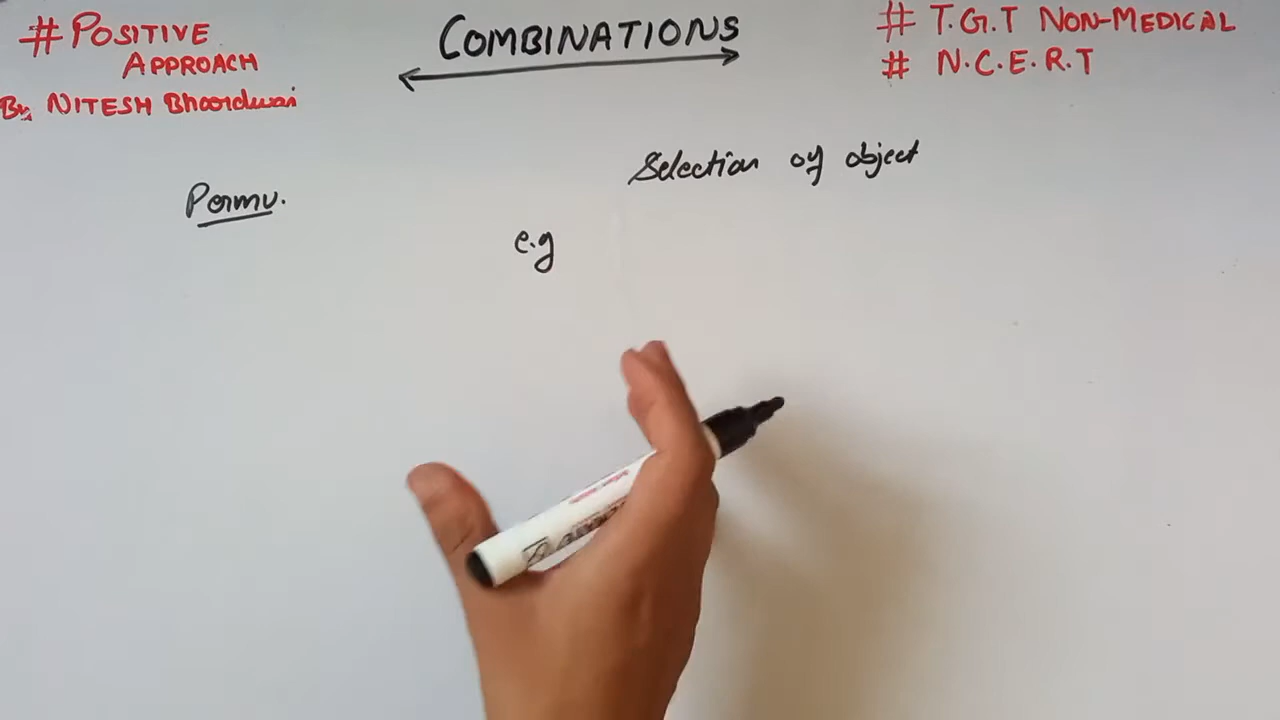 # POSITIVE
APPROACH
By NITESH Bhardwaj
COMBINATIONS
# T.G.T NON-MEDICAL
# N.C.E.R.T
Selection of object
Permu.
e.g